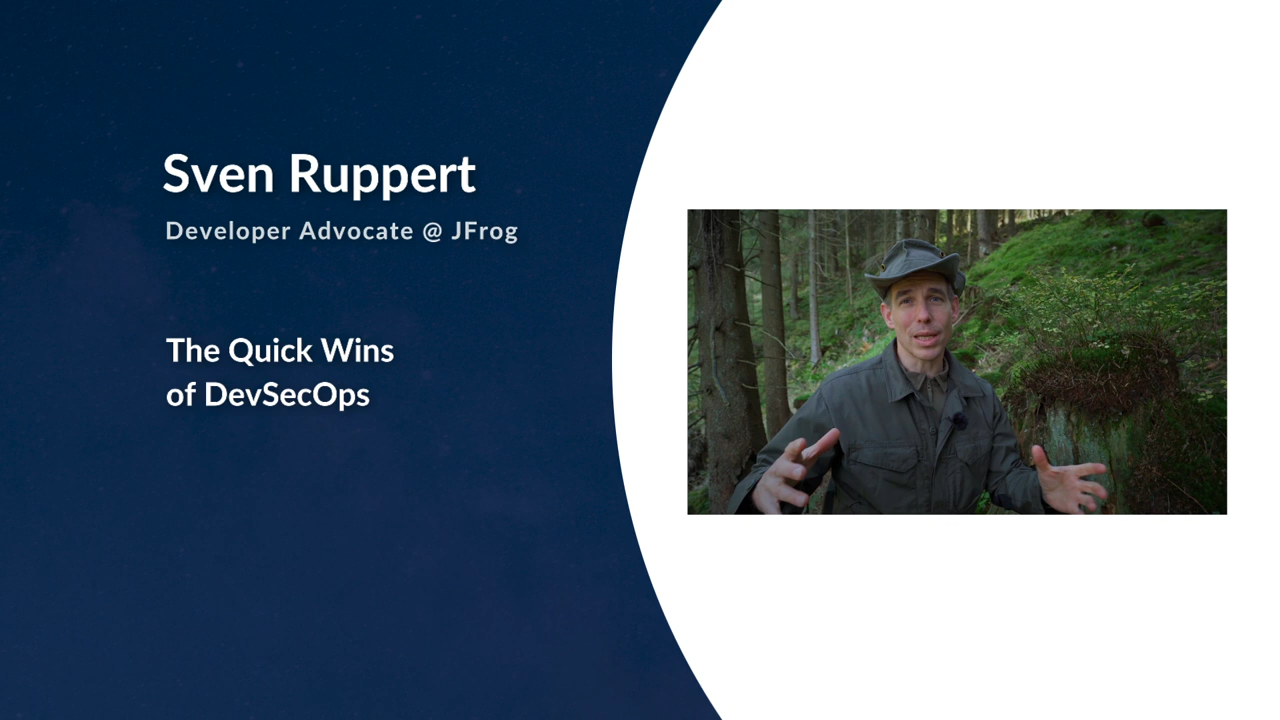 Sven Ruppert
Developer Advocate @ JFrog
The Quick Wins
of DevSecOps